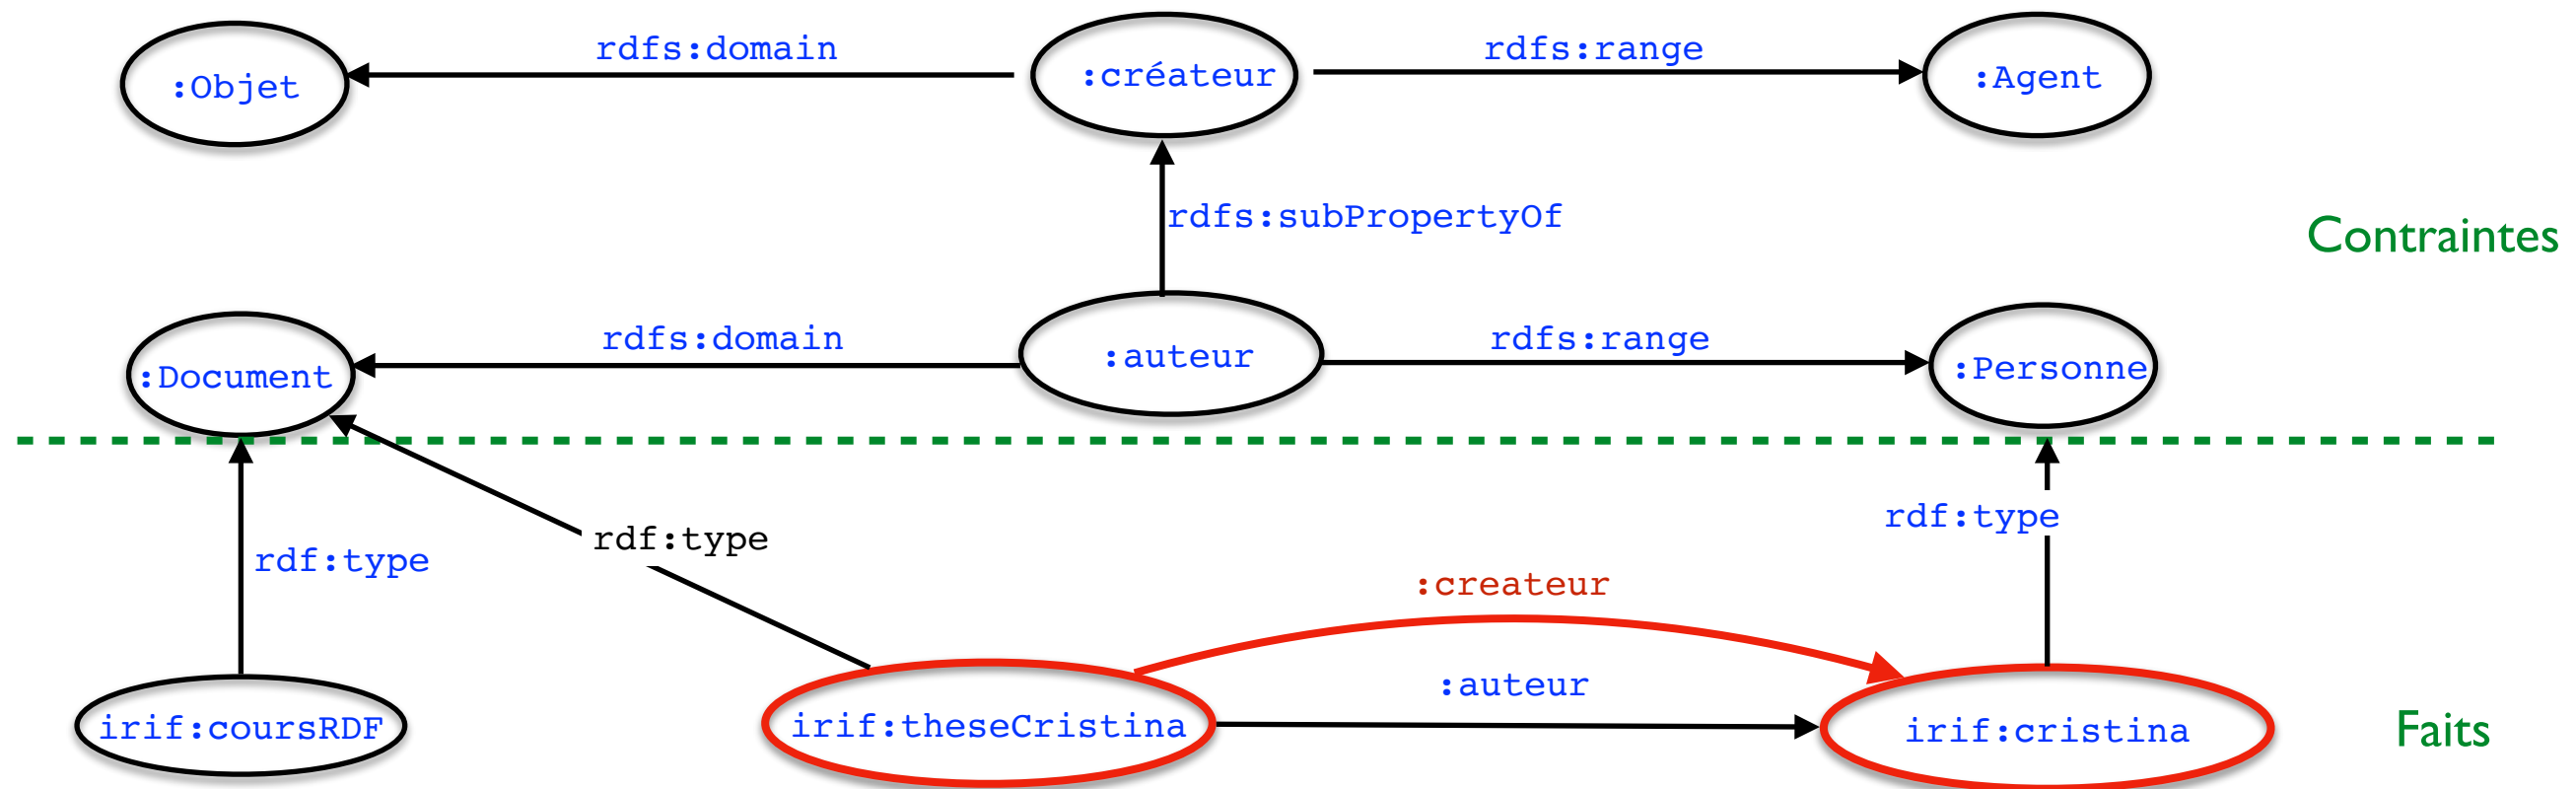 rdfs:domain
rdfs:range
:Objet
:créateur
:Agent
rdfs:subPropertyOf
Contraintes
rdfs:domain
rdfs:range
:Document
:auteur
:Personne
rdf:type
rdf:type
rdf:type
:createur
:auteur
irif:coursRDF
irif:theseCristina
irif:cristina
Faits